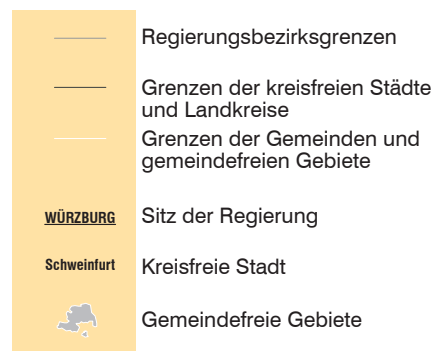 Regierungsbezirksgrenzen
Grenzen der kreisfreien Städte
und Landkreise
Grenzen der Gemeinden und
gemeindefreien Gebiete
WÜRZBURG Sitz der Regierung
Schweinfurt Kreisfreie Stadt
Gemeindefreie Gebiete